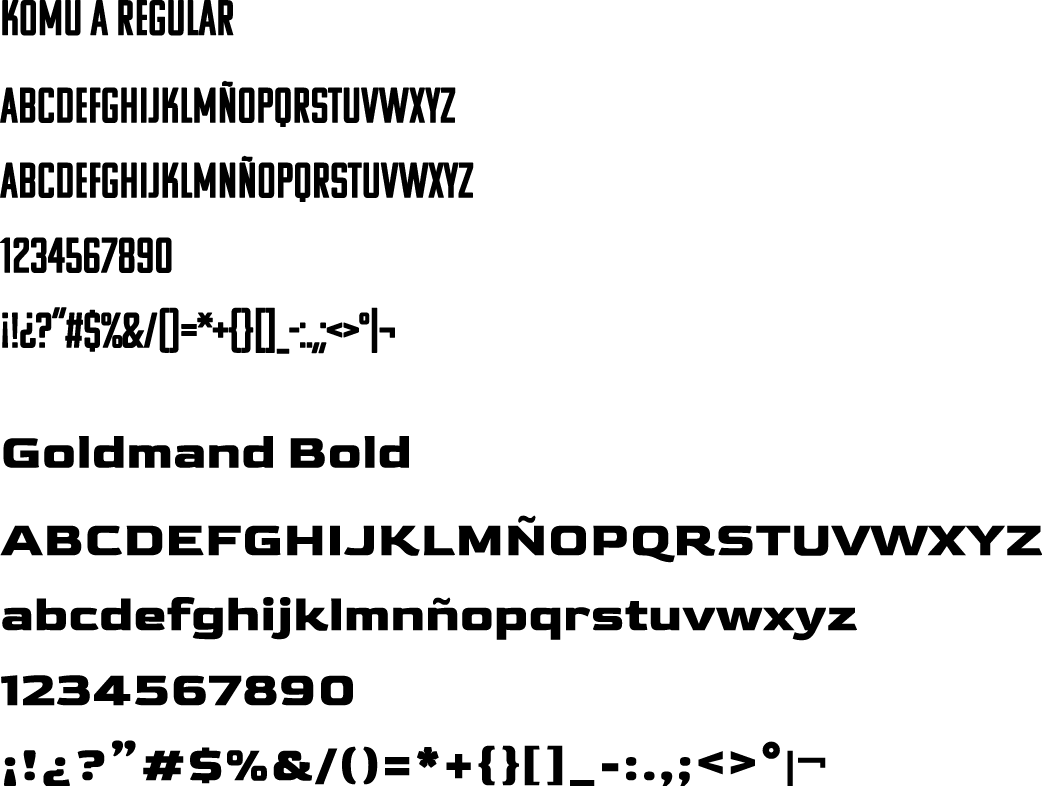 KOMU A REGULAR
ABCDEFGHIJKLMÑOPQRSTUVWXYZ
ABCDEFGHIJKLMNÑOPQRSTUVWXYZ
1234567890
¡!¿?"#$%&/[]=*+{}[]_-:.,,;<>°|¬
Goldmand Bold
ABCDEFGHIJKLMÑOPQRSTUVWXYZ
abcdefghijklmnñopqrstuvwxyz
1234567890
¡!¿?”#$%&/()=*+{}[]_-:.,;<>°|¬